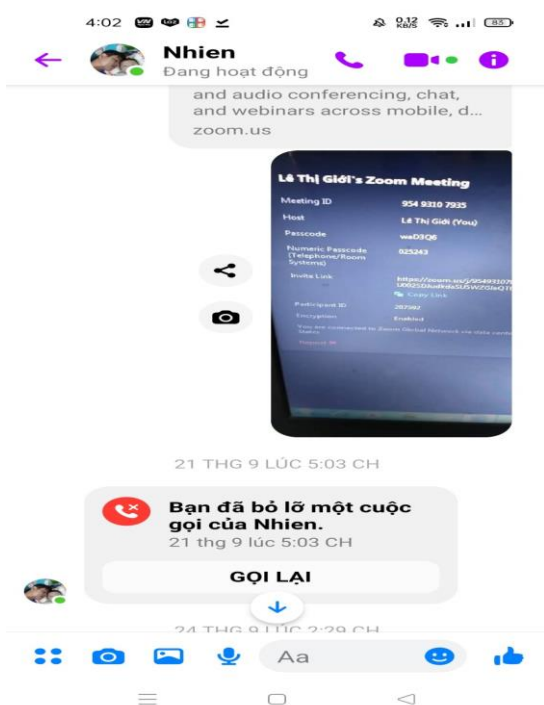 4:02
0.12
KB/S
85
Nhien
Đang hoạt động
and audio conferencing, chat,
and webinars across mobile, d...
zoom.us
Lê Thị Giới's Zoom Meeting
Meeting ID
954 9310 7935
Host
Lê Thị Giới (You)
Passcode
waD3Q6
Numeric Passcode
(Telephone/Room
Systems)
025243
Invite Link
Copy Link
Participant ID
Encryption
Enabled
21 THG 9 LÚC 5:03 CH
Bạn đã bỏ lỡ một cuộc
gọi của Nhien.
21 thg 9 lúc 5:03 CH
GỌI LẠI
24 THG 9 LÚC 2:29 CH
Aa